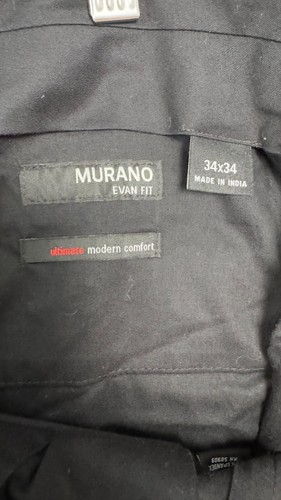 MURANO
EVAN FIT
34x34
MADE IN INDIA
ultimate modern comfort